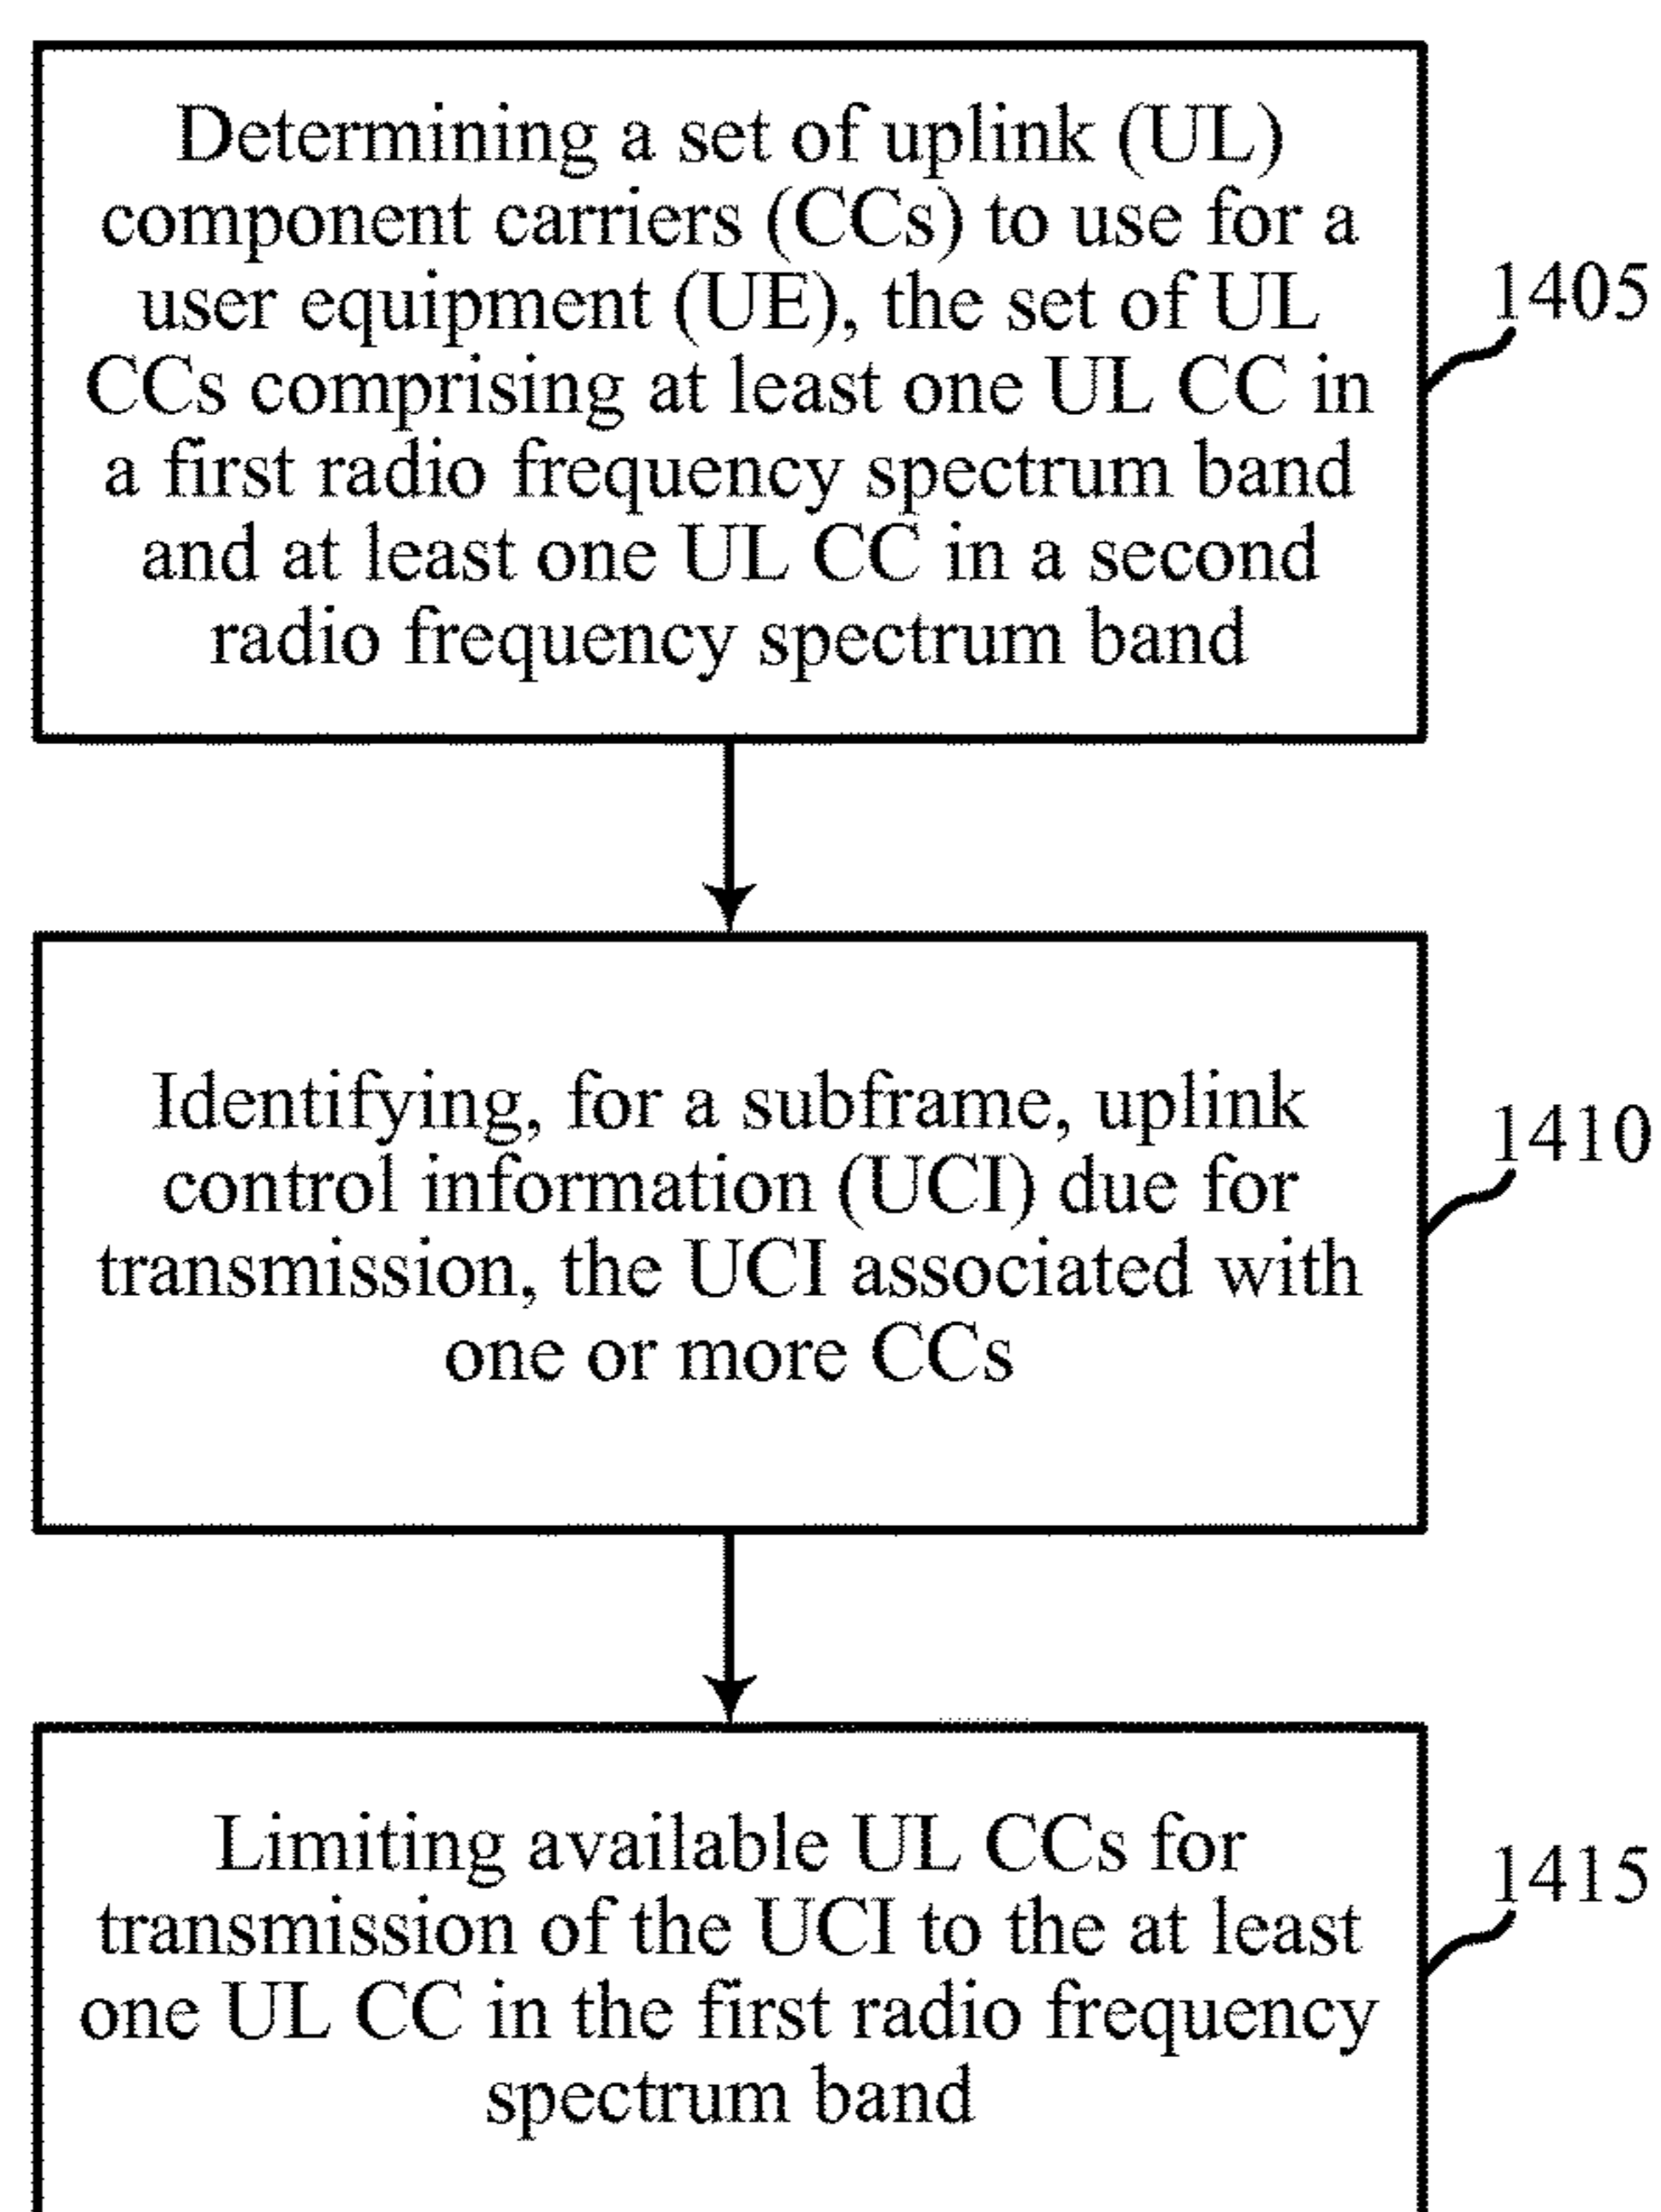 Determining a set of uplink (UL)
component carriers (CCs) to use for a
user equipment (UE), the set of UL
CCs comprising at least one UL CC in
a first radio frequency spectrum band
and at least one UL CC in a second
radio frequency spectrum band
1405
Identifying, for a subframe, uplink
control information (UCI) due for
transmission, the UCI associated with
one or more CCs
1410
Limiting available UL CCs for
transmission of the UCI to the at least
one UL CC in the first radio frequency
spectrum band
1415